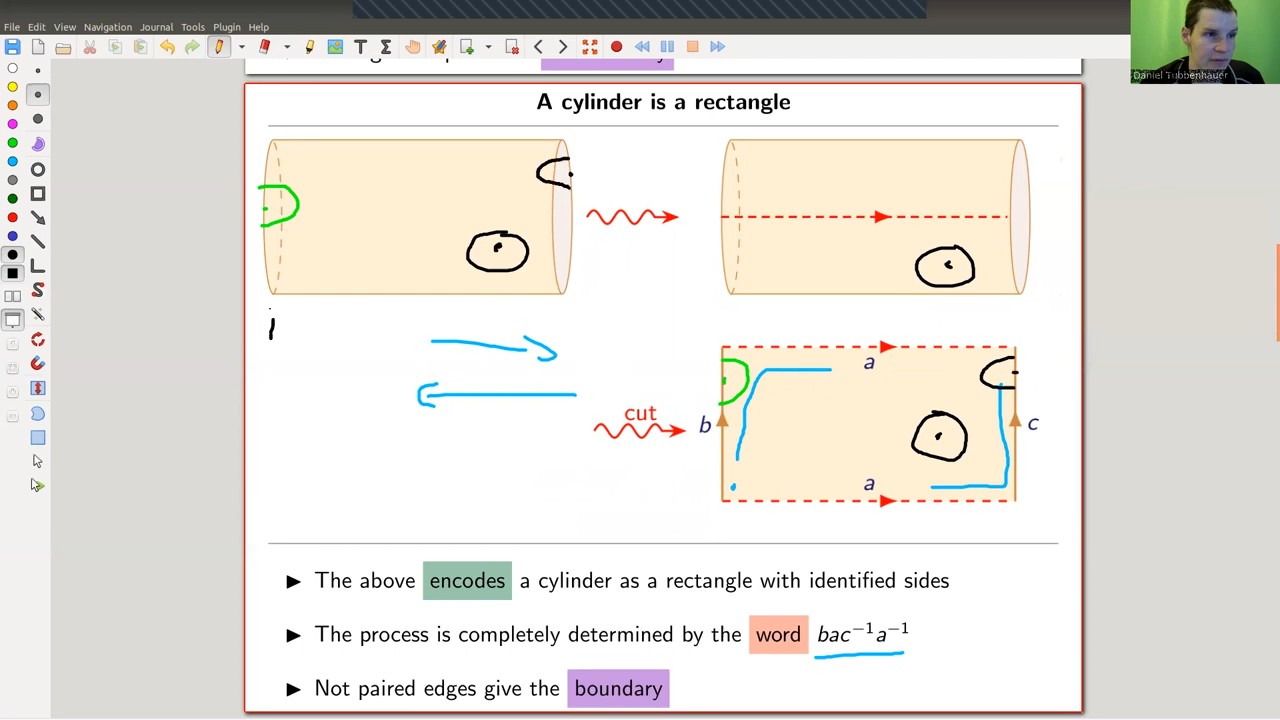 File Edit View Navigation Journal Tools Plugin Help
Daniel Tubbenhauer
A cylinder is a rectangle
cut
a
b
c
a
▶ The above encodes a cylinder as a rectangle with identified sides
▶ The process is completely determined by the word bac⁻¹a⁻¹
▶ Not paired edges give the boundary